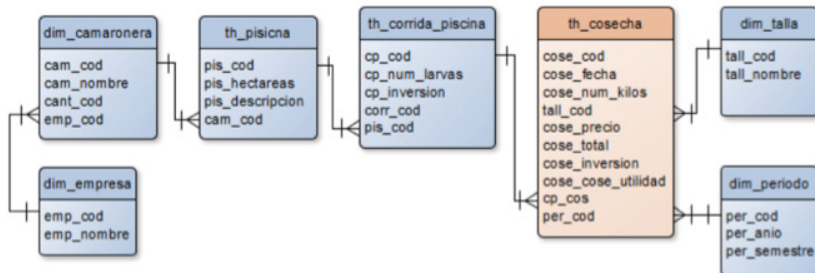 dim_camaronera
cam_cod
cam_nombre
cant_cod
emp_cod
th_pisicna
pis_cod
pis_hectareas
pis_descripcion
cam_cod
th_corrida_piscina
cp_cod
cp_num_larvas
cp_inversion
corr_cod
pis_cod
th_cosecha
cose_cod
cose_fecha
cose_num_kilos
tall_cod
cose_precio
cose_total
cose_inversion
cose_cose_utilidad
cp_cos
per_cod
dim_talla
tall_cod
tall_nombre
dim_empresa
emp_cod
emp_nombre
dim_periodo
per_cod
per_anio
per_semestre